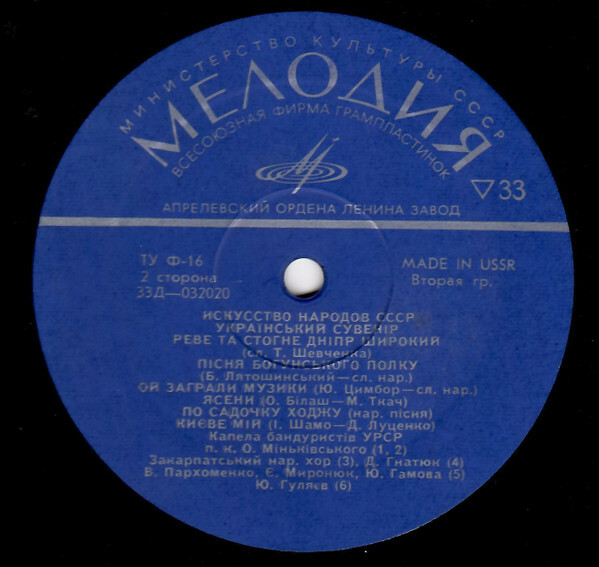 МИНИСТЕРСТВО КУЛЬТУРЫ СССР
МЕЛОДИЯ
ВСЕСОЮЗНАЯ ФИРМА ГРАМПЛАСТИНОК
▽33
АПРЕЛЕВСКИЙ ОРДЕНА ЛЕНИНА ЗАВОД
ТУ Ф-16
MADE IN USSR
2 сторона
Вторая гр.
33Д—032020
ИСКУССТВО НАРОДОВ СССР
УКРАЇНСЬКИЙ СУВЕНІР
РЕВЕ ТА СТОГНЕ ДНІПР ШИРОКИЙ
(сл. Т. Шевченка)
ПІСНЯ БОГУНСЬКОГО ПОЛКУ
(Б. Лятошинський—сл. нар.)
ОЙ ЗАГРАЛИ МУЗИКИ (Ю. Цимбор—сл. нар.)
ЯСЕНИ (О. Білаш—М. Ткач)
ПО САДОЧКУ ХОДЖУ (нар. пісня)
КИЄВЕ МІЙ (І. Шамо—Д. Луценко)
Капела бандуристів УРСР
п. к. О. Міньківського (1, 2)
Закарпатський нар. хор (3), Д. Гнатюк (4)
В. Пархоменко, Є. Миронюк, Ю. Гамова (5)
Ю. Гуляєв (6)